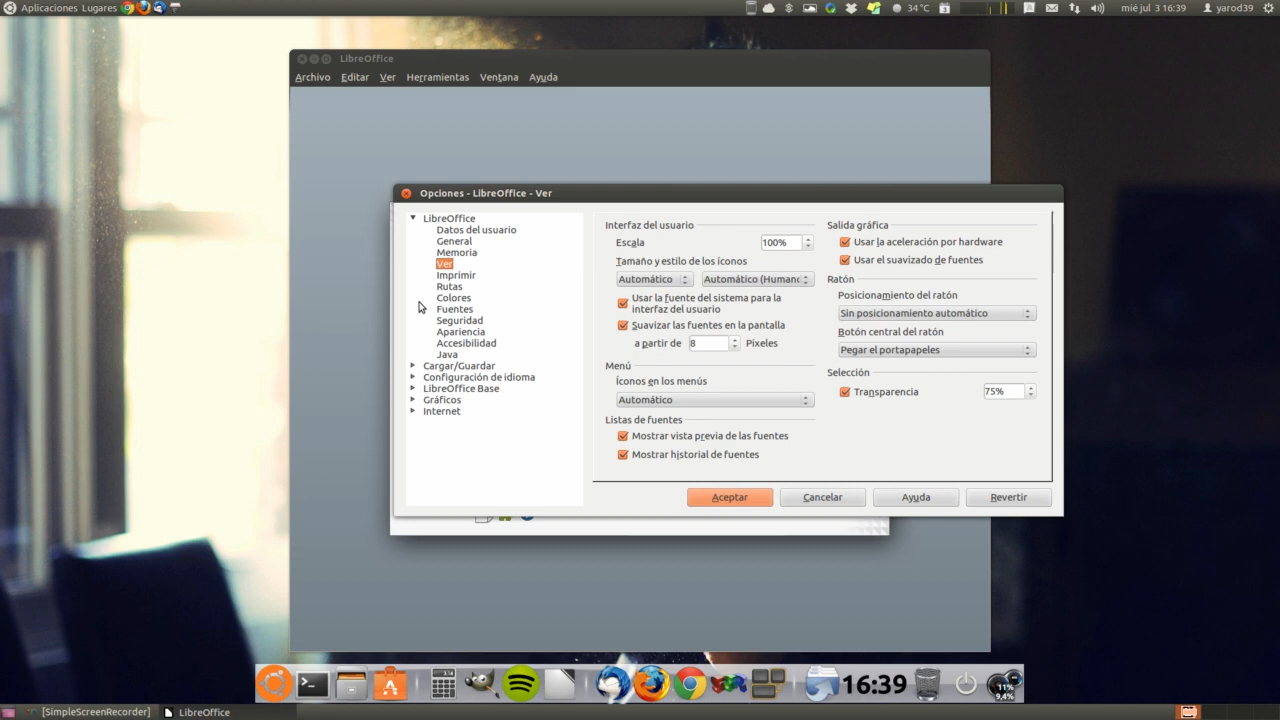 Aplicaciones Lugares
34 °C
mié jul 3 16:39
yarod39
LibreOffice
Archivo Editar Ver Herramientas Ventana Ayuda
Opciones - LibreOffice - Ver
LibreOffice
Datos del usuario
General
Memoria
Ver
Imprimir
Rutas
Colores
Fuentes
Seguridad
Apariencia
Accesibilidad
Java
Cargar/Guardar
Configuración de idioma
LibreOffice Base
Gráficos
Internet
Interfaz del usuario
Escala 100%
Tamaño y estilo de los íconos
Automático Automático (Human
Usar la fuente del sistema para la
interfaz del usuario
Suavizar las fuentes en la pantalla
a partir de 8 Píxeles
Menú
Íconos en los menús
Automático
Listas de fuentes
Mostrar vista previa de las fuentes
Mostrar historial de fuentes
Salida gráfica
Usar la aceleración por hardware
Usar el suavizado de fuentes
Ratón
Posicionamiento del ratón
Sin posicionamiento automático
Botón central del ratón
Pegar el portapapeles
Selección
Transparencia 75%
Aceptar Cancelar Ayuda Revertir
16:39
11%
9,4%
[SimpleScreenRecorder] LibreOffice